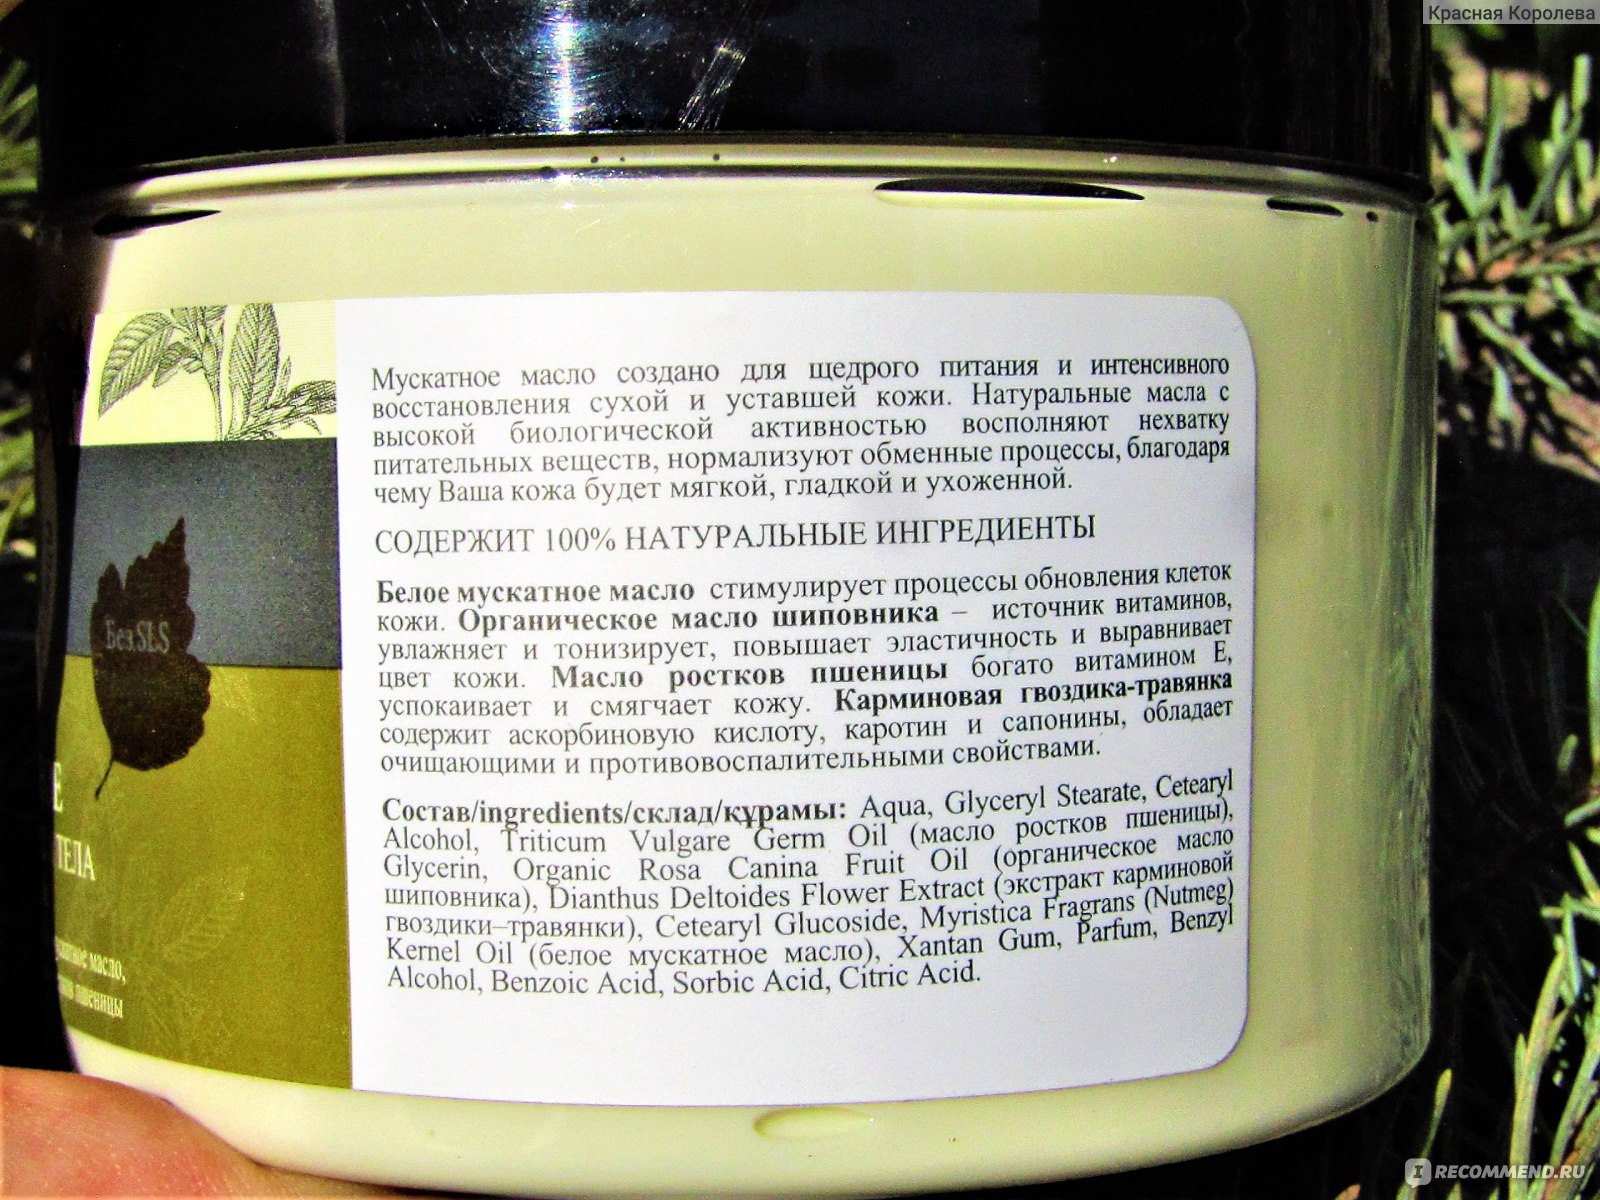 Красная Королева
Мускатное масло создано для щедрого питания и интенсивного
восстановления сухой и уставшей кожи. Натуральные масла с
высокой биологической активностью восполняют нехватку
питательных веществ, нормализуют обменные процессы, благодаря
чему Ваша кожа будет мягкой, гладкой и ухоженной.
СОДЕРЖИТ 100% НАТУРАЛЬНЫЕ ИНГРЕДИЕНТЫ
Белое мускатное масло стимулирует процессы обновления клеток
кожи. Органическое масло шиповника – источник витаминов,
увлажняет и тонизирует, повышает эластичность и выравнивает
цвет кожи. Масло ростков пшеницы богато витамином Е,
успокаивает и смягчает кожу. Карминовая гвоздика-травянка
содержит аскорбиновую кислоту, каротин и сапонины, обладает
очищающими и противовоспалительными свойствами.
Состав/ingredients/склад/құрамы: Aqua, Glyceryl Stearate, Cetearyl
Alcohol, Triticum Vulgare Germ Oil (масло ростков пшеницы),
Glycerin, Organic Rosa Canina Fruit Oil (органическое масло
шиповника), Dianthus Deltoides Flower Extract (экстракт карминовой
гвоздики–травянки), Cetearyl Glucoside, Myristica Fragrans (Nutmeg)
Kernel Oil (белое мускатное масло), Xantan Gum, Parfum, Benzyl
Alcohol, Benzoic Acid, Sorbic Acid, Citric Acid.
Без SLS
Е
ТЕЛА
масло,
пшеницы
IRECOMMEND.RU